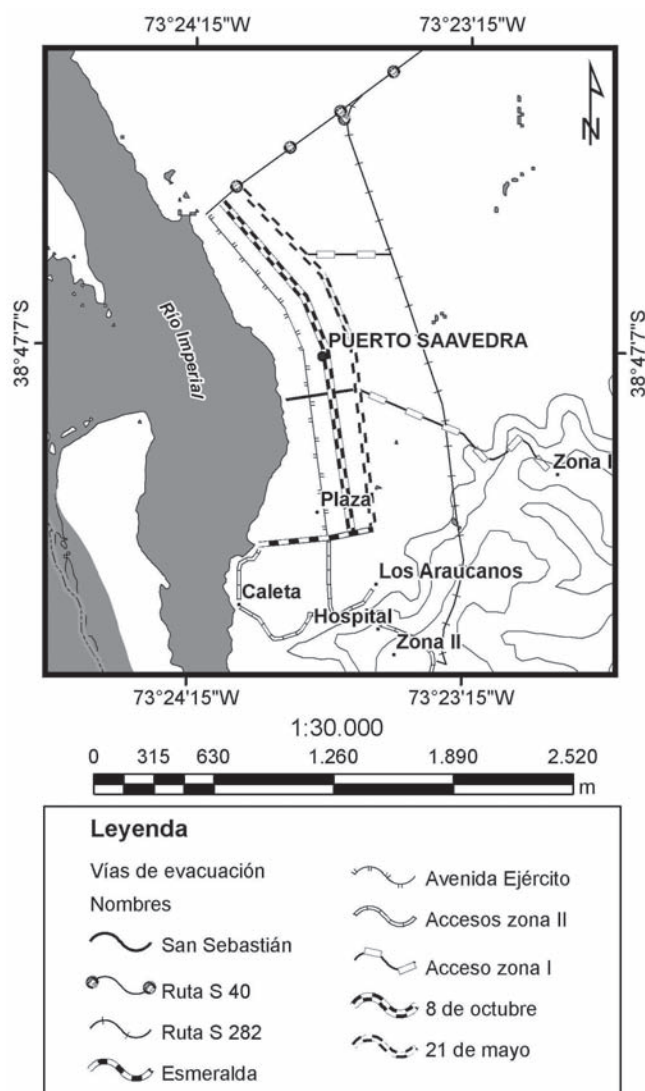 73°24'15"W 73°23'15"W
N
38°47'7"S
38°47'7"S
Río Imperial
PUERTO SAAVEDRA
Zona I
Plaza
Los Araucanos
Caleta
Hospital
Zona II
73°24'15"W 73°23'15"W
1:30.000
0 315 630 1.260 1.890 2.520
m
Leyenda
Vías de evacuación
Nombres
San Sebastián
Ruta S 40
Ruta S 282
Esmeralda
Avenida Ejército
Accesos zona II
Acceso zona I
8 de octubre
21 de mayo